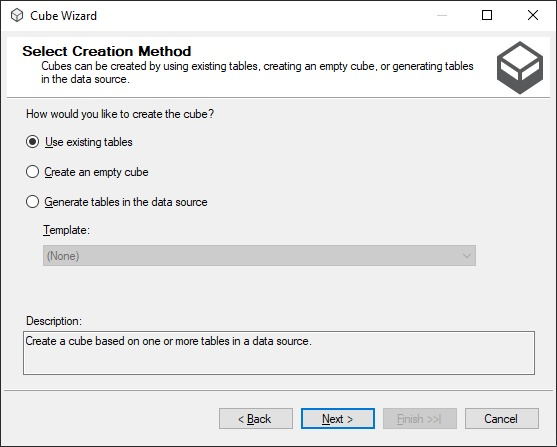 Cube Wizard
Select Creation Method
Cubes can be created by using existing tables, creating an empty cube, or generating tables
in the data source.
How would you like to create the cube?
Use existing tables
Create an empty cube
Generate tables in the data source
Template:
(None)
Description:
Create a cube based on one or more tables in a data source.
< Back
Next >
Finish >>|
Cancel